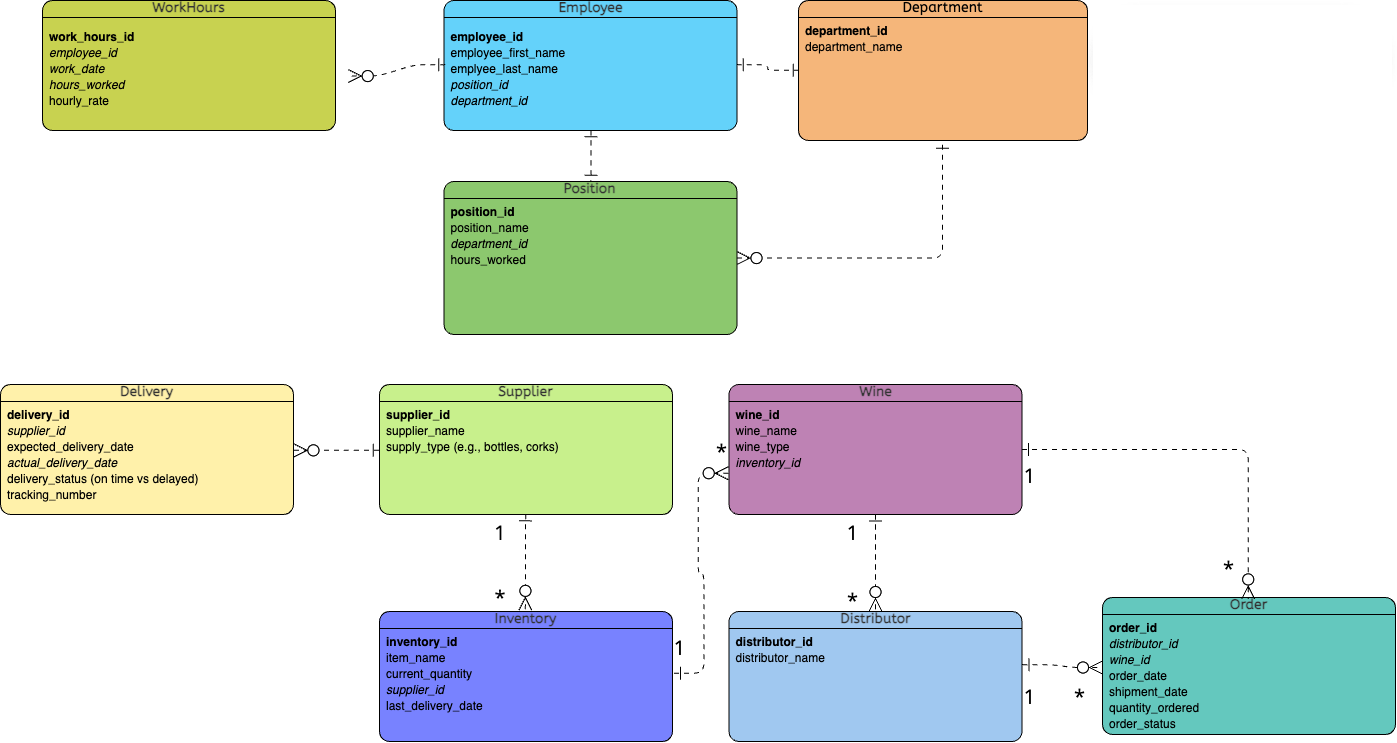 WorkHours
work_hours_id
employee_id
work_date
hours_worked
hourly_rate
Employee
employee_id
employee_first_name
emplyee_last_name
position_id
department_id
Department
department_id
department_name
Position
position_id
position_name
department_id
hours_worked
Delivery
delivery_id
supplier_id
expected_delivery_date
actual_delivery_date
delivery_status (on time vs delayed)
tracking_number
Supplier
supplier_id
supplier_name
supply_type (e.g., bottles, corks)
Wine
wine_id
wine_name
wine_type
inventory_id
*
1
1
1
*
*
*
Inventory
inventory_id
item_name
current_quantity
supplier_id
last_delivery_date
1
Distributor
distributor_id
distributor_name
1
*
Order
order_id
distributor_id
wine_id
order_date
shipment_date
quantity_ordered
order_status